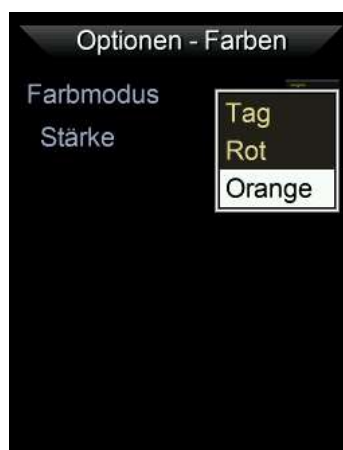 Optionen - Farben
Farbmodus
Stärke
Tag
Rot
Orange